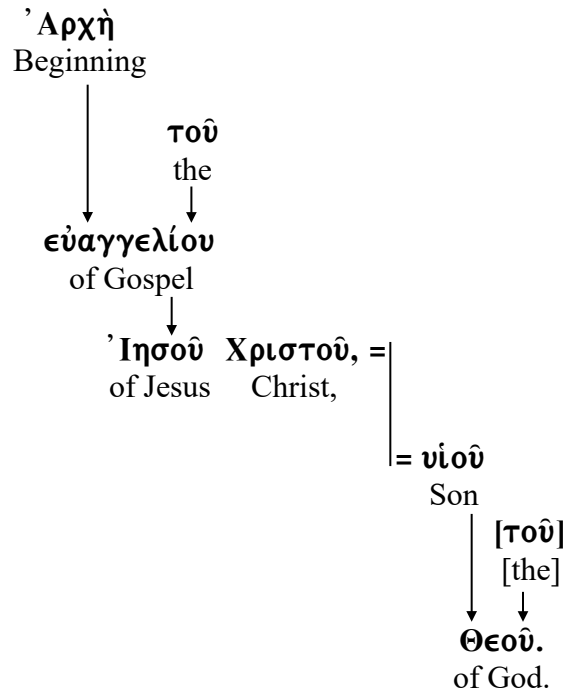 Ἀρχὴ
Beginning
τοῦ
the
εὐαγγελίου
of Gospel
Ἰησοῦ Χριστοῦ, =
of Jesus Christ,
= υἱοῦ
Son
[τοῦ]
[the]
Θεοῦ.
of God.